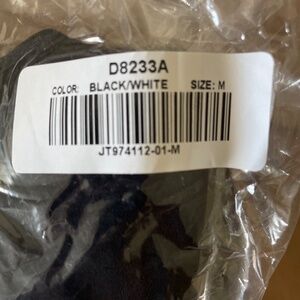 D8233A
COLOR: BLACK/WHITE SIZE: M
JT974112-01-M